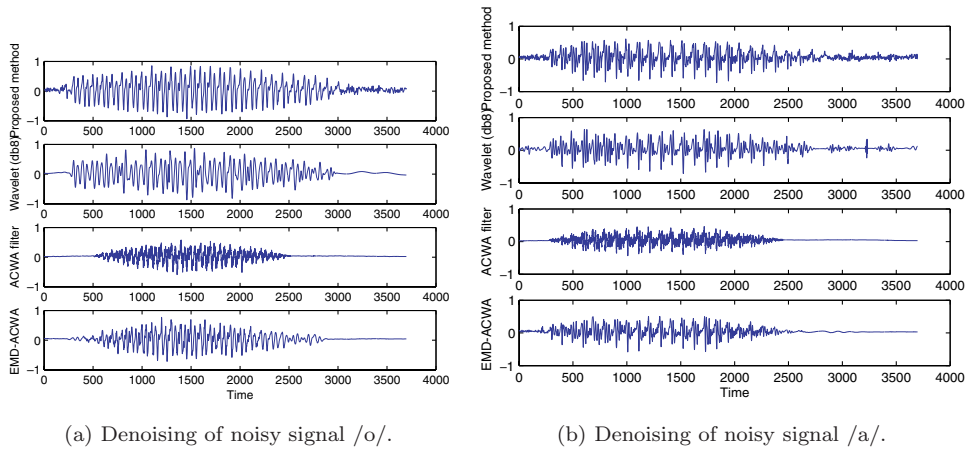 Proposed method
1
0
−1
0 500 1000 1500 2000 2500 3000 3500 4000
Wavelet (db8)
1
0
−1
0 500 1000 1500 2000 2500 3000 3500 4000
ACWA filter
1
0
−1
0 500 1000 1500 2000 2500 3000 3500 4000
EMD-ACWA
1
0
−1
0 500 1000 1500 2000 2500 3000 3500 4000
Time
(a) Denoising of noisy signal /o/.
Proposed method
1
0
−1
0 500 1000 1500 2000 2500 3000 3500 4000
Wavelet (db8)
1
0
−1
0 500 1000 1500 2000 2500 3000 3500 4000
ACWA filter
1
0
−1
0 500 1000 1500 2000 2500 3000 3500 4000
EMD-ACWA
1
0
−1
0 500 1000 1500 2000 2500 3000 3500 4000
Time
(b) Denoising of noisy signal /a/.